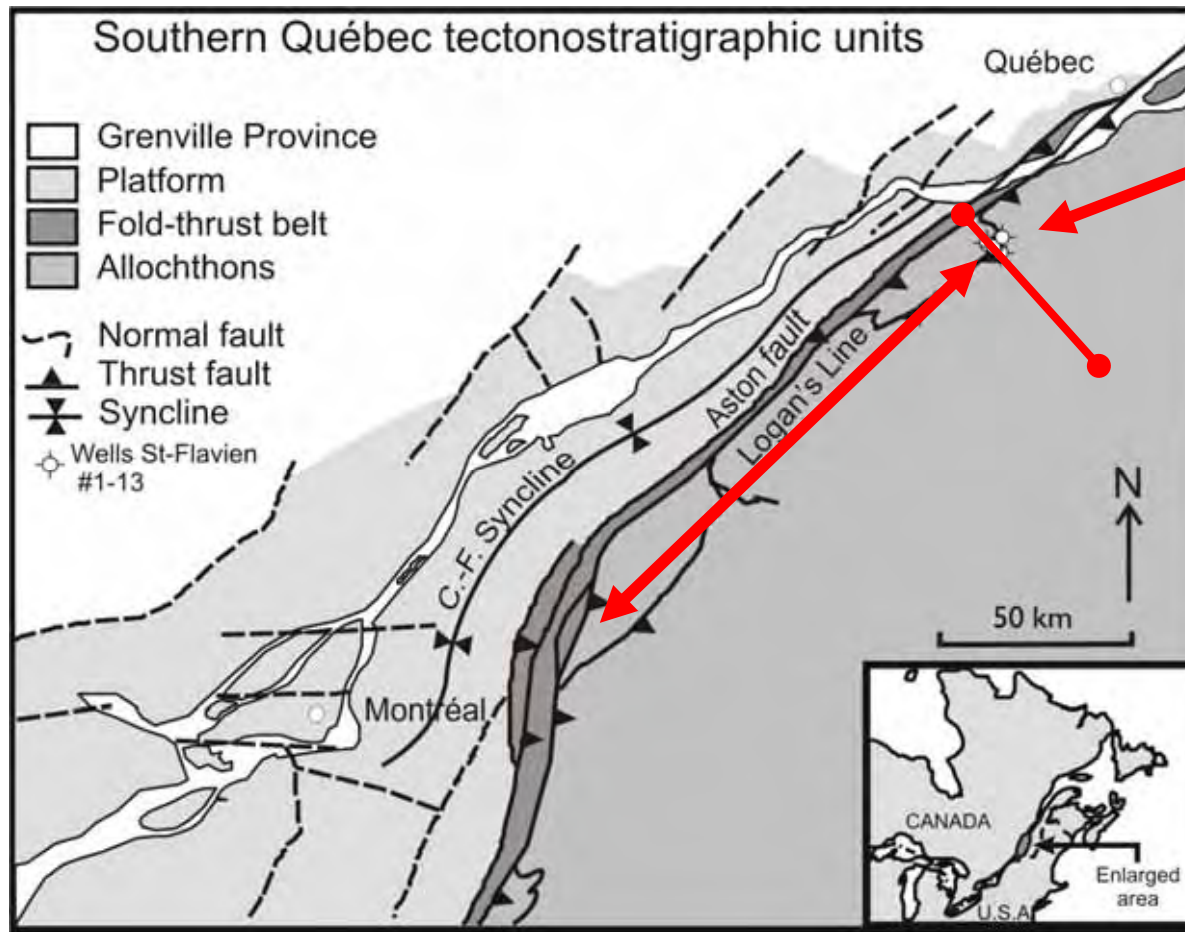 Southern Québec tectonostratigraphic units
Québec
Grenville Province
Platform
Fold-thrust belt
Allochthons
Normal fault
Thrust fault
Syncline
Wells St-Flavien
#1-13
Aston fault
Logan's Line
C.-F. Syncline
N
50 km
Montréal
CANADA
Enlarged
area
U.S.A